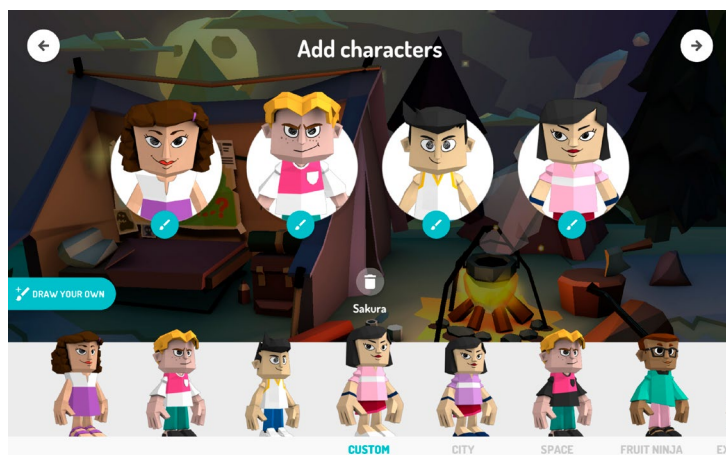 Add characters
DRAW YOUR OWN
Sakura
CUSTOM
CITY
SPACE
FRUIT NINJA